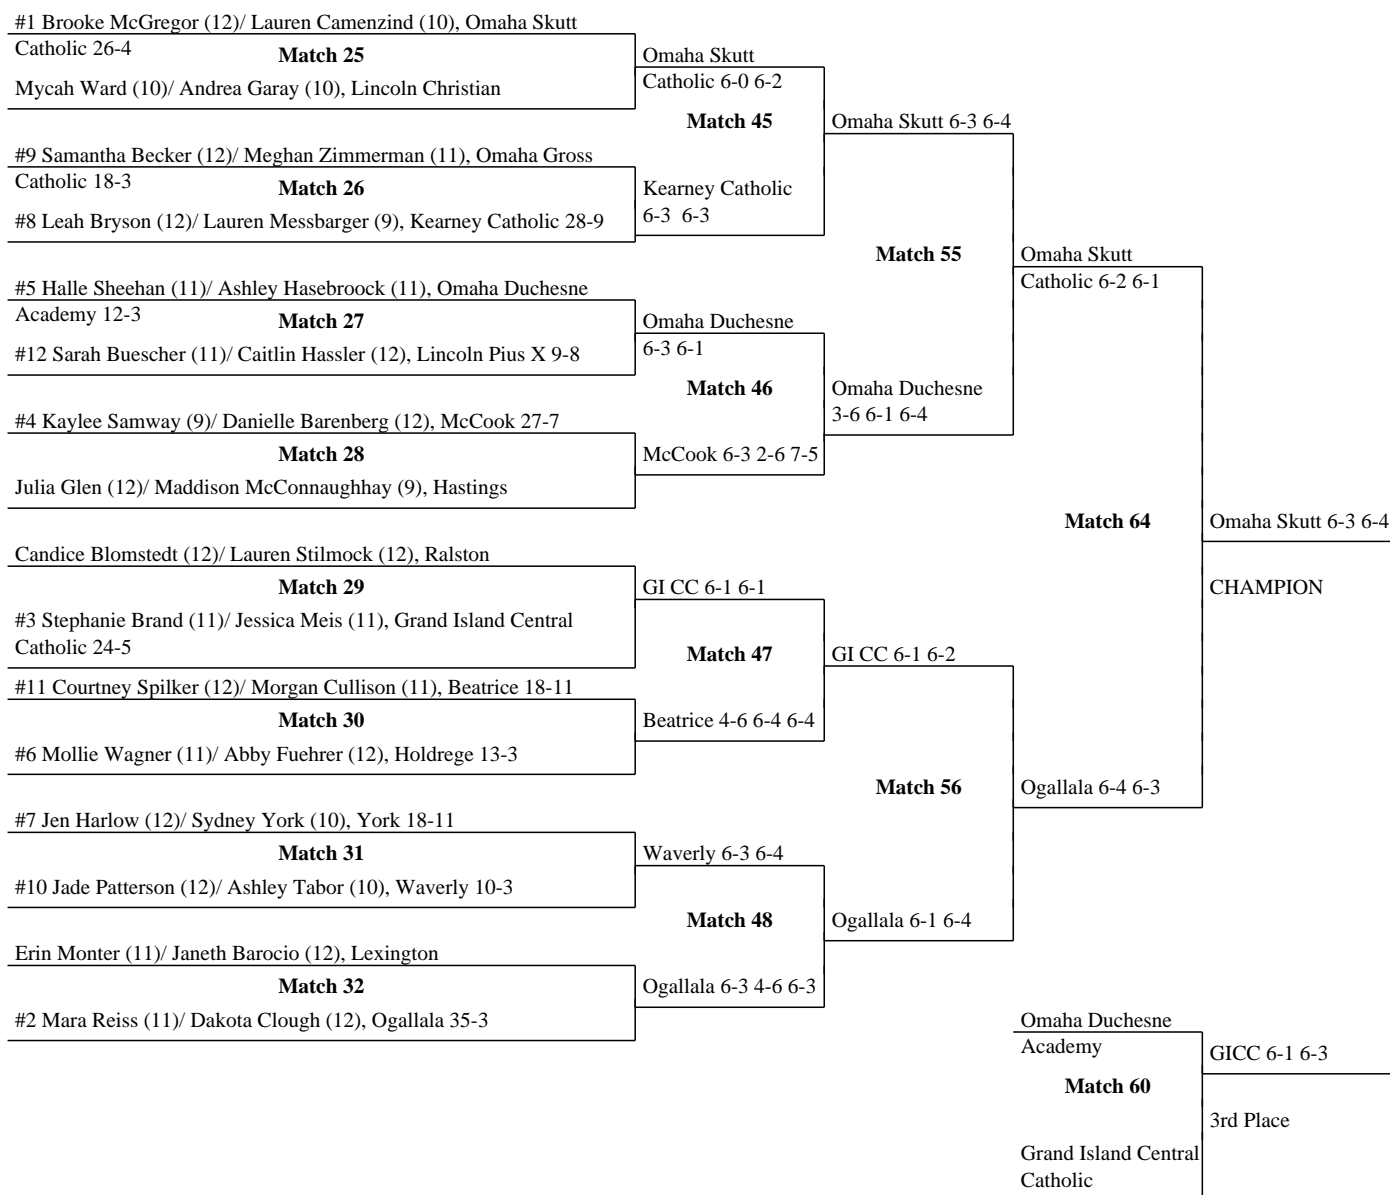 #1 Brooke McGregor (12)/ Lauren Camenzind (10), Omaha Skutt
Catholic 26-4
Match 25
Mycah Ward (10)/ Andrea Garay (10), Lincoln Christian
#9 Samantha Becker (12)/ Meghan Zimmerman (11), Omaha Gross
Catholic 18-3
Match 26
#8 Leah Bryson (12)/ Lauren Messbarger (9), Kearney Catholic 28-9
#5 Halle Sheehan (11)/ Ashley Hasebroock (11), Omaha Duchesne
Academy 12-3
Match 27
#12 Sarah Buescher (11)/ Caitlin Hassler (12), Lincoln Pius X 9-8
#4 Kaylee Samway (9)/ Danielle Barenberg (12), McCook 27-7
Match 28
Julia Glen (12)/ Maddison McConnaughhay (9), Hastings
Candice Blomstedt (12)/ Lauren Stilmock (12), Ralston
Match 29
#3 Stephanie Brand (11)/ Jessica Meis (11), Grand Island Central
Catholic 24-5
#11 Courtney Spilker (12)/ Morgan Cullison (11), Beatrice 18-11
Match 30
#6 Mollie Wagner (11)/ Abby Fuehrer (12), Holdrege 13-3
#7 Jen Harlow (12)/ Sydney York (10), York 18-11
Match 31
#10 Jade Patterson (12)/ Ashley Tabor (10), Waverly 10-3
Erin Monter (11)/ Janeth Barocio (12), Lexington
Match 32
#2 Mara Reiss (11)/ Dakota Clough (12), Ogallala 35-3
Omaha Skutt
Catholic 6-0 6-2
Match 45
Kearney Catholic
6-3 6-3
Omaha Duchesne
6-3 6-1
Match 46
McCook 6-3 2-6 7-5
GI CC 6-1 6-1
Match 47
Beatrice 4-6 6-4 6-4
Waverly 6-3 6-4
Match 48
Ogallala 6-3 4-6 6-3
Omaha Skutt 6-3 6-4
Match 55
Omaha Duchesne
3-6 6-1 6-4
GI CC 6-1 6-2
Match 56
Ogallala 6-1 6-4
Omaha Skutt
Catholic 6-2 6-1
Match 64
Ogallala 6-4 6-3
Omaha Skutt 6-3 6-4
CHAMPION
Omaha Duchesne
Academy
Match 60
Grand Island Central
Catholic
GICC 6-1 6-3
3rd Place